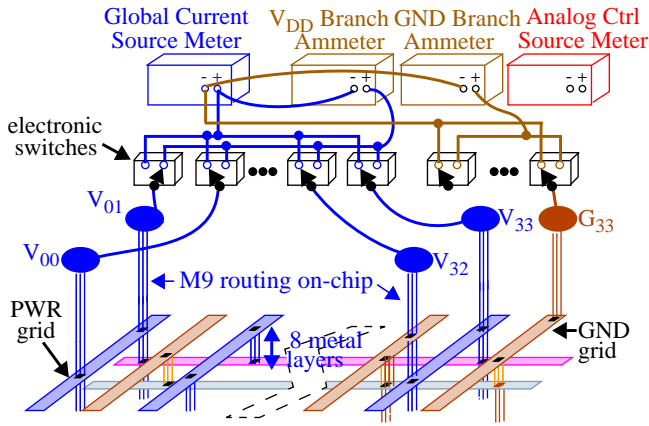 Global Current
Source Meter
VDD Branch
Ammeter
GND Branch
Ammeter
Analog Ctrl
Source Meter
- +
- +
- +
- +
electronic
switches
V01
V00
V33
G33
V32
M9 routing on-chip
PWR
grid
8 metal
layers
GND
grid